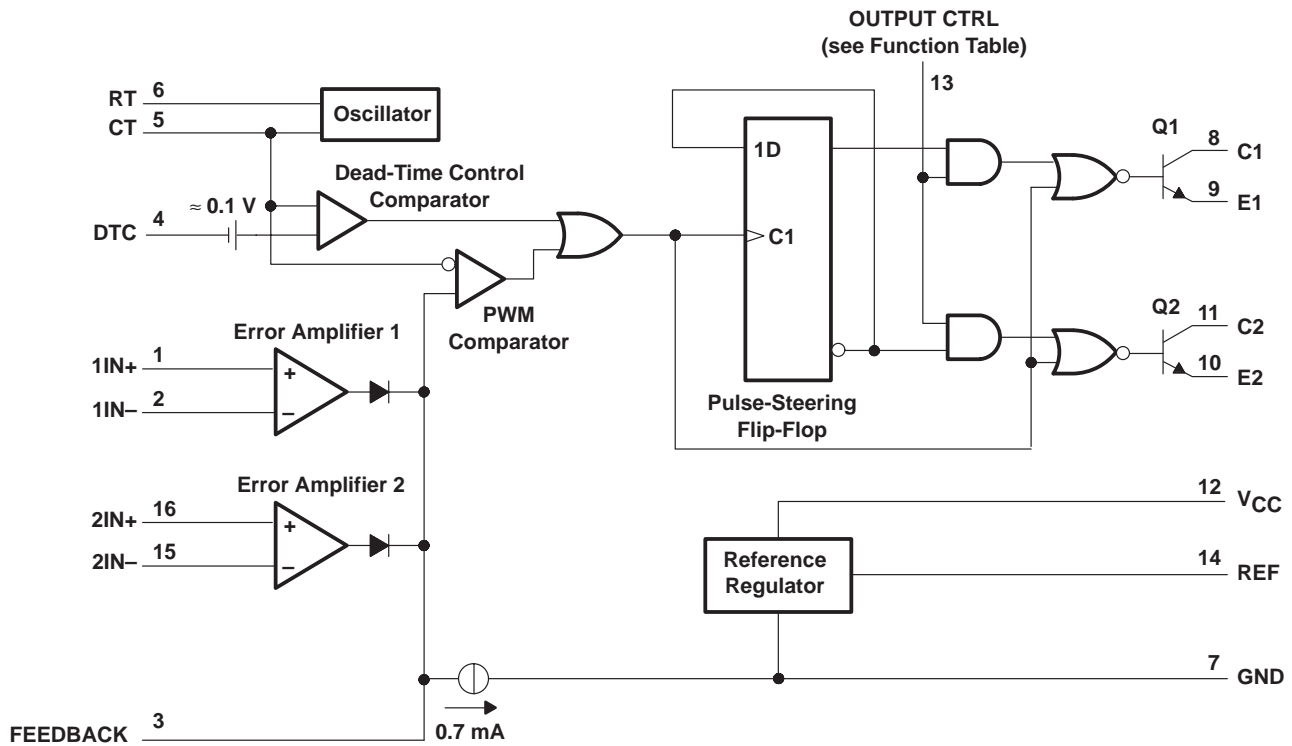 OUTPUT CTRL
(see Function Table)
13
RT 6
CT 5
Oscillator
Dead-Time Control
Comparator
≈ 0.1 V
DTC 4
PWM
Comparator
1D
C1
Pulse-Steering
Flip-Flop
Q1
8 C1
9 E1
Q2
11 C2
10 E2
Error Amplifier 1
1IN+ 1
1IN– 2
+
–
Error Amplifier 2
2IN+ 16
2IN– 15
+
–
Reference
Regulator
12 VCC
14 REF
7 GND
0.7 mA
FEEDBACK 3